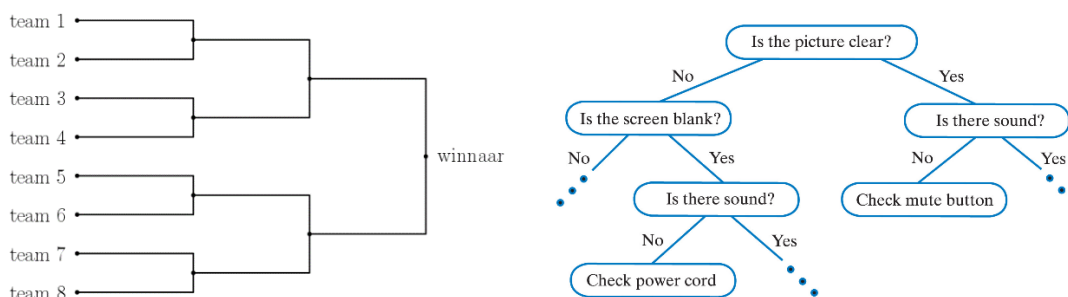 team 1
team 2
team 3
team 4
team 5
team 6
team 7
team 8
winnaar
Is the picture clear?
No
Yes
Is the screen blank?
Is there sound?
No
Yes
No
Yes
Is there sound?
Check mute button
No
Yes
Check power cord